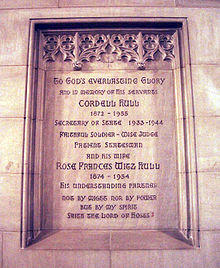 To God's Everlasting Glory
and in memory of his servants
Cordell Hull
1872 – 1955
Secretary of State 1933-1944
Faithful Soldier – Wise Judge
Patient Statesman
and his wife
Rose Frances Witz Hull
1874 – 1954
His understanding partner
not by might nor by power
but by my spirit
saith the Lord of Hosts